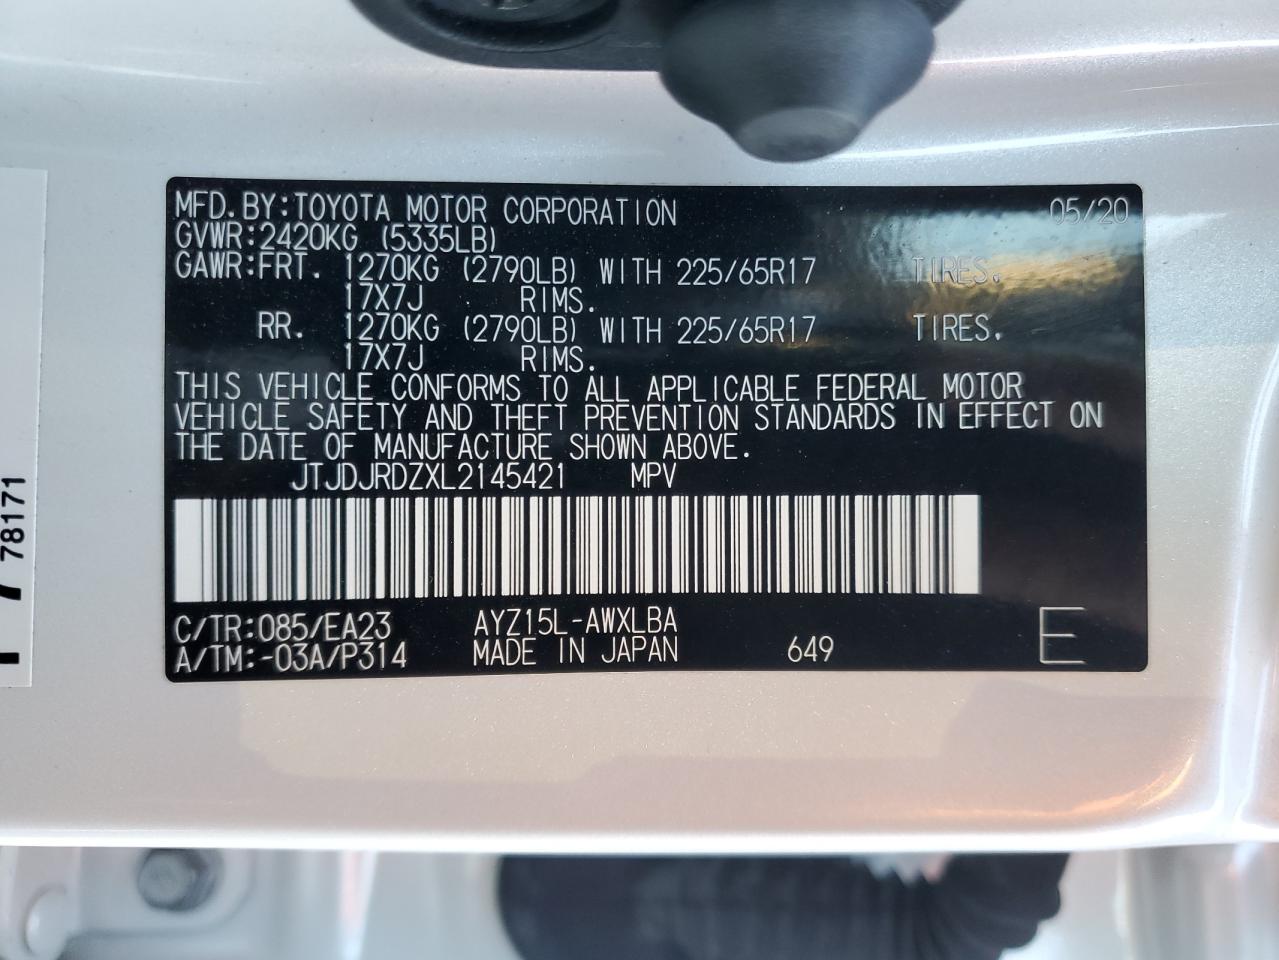 MFD.BY:TOYOTA MOTOR CORPORATION 05/20
GVWR:2420KG (5335LB)
GAWR:FRT. 1270KG (2790LB) WITH 225/65R17 TIRES.
17X7J RIMS.
RR. 1270KG (2790LB) WITH 225/65R17 TIRES.
17X7J RIMS.
THIS VEHICLE CONFORMS TO ALL APPLICABLE FEDERAL MOTOR
VEHICLE SAFETY AND THEFT PREVENTION STANDARDS IN EFFECT ON
THE DATE OF MANUFACTURE SHOWN ABOVE.
JTJDJRDZXL2145421 MPV
C/TR:085/EA23 AYZ15L-AWXLBA
A/TM:-03A/P314 MADE IN JAPAN 649 E
78171